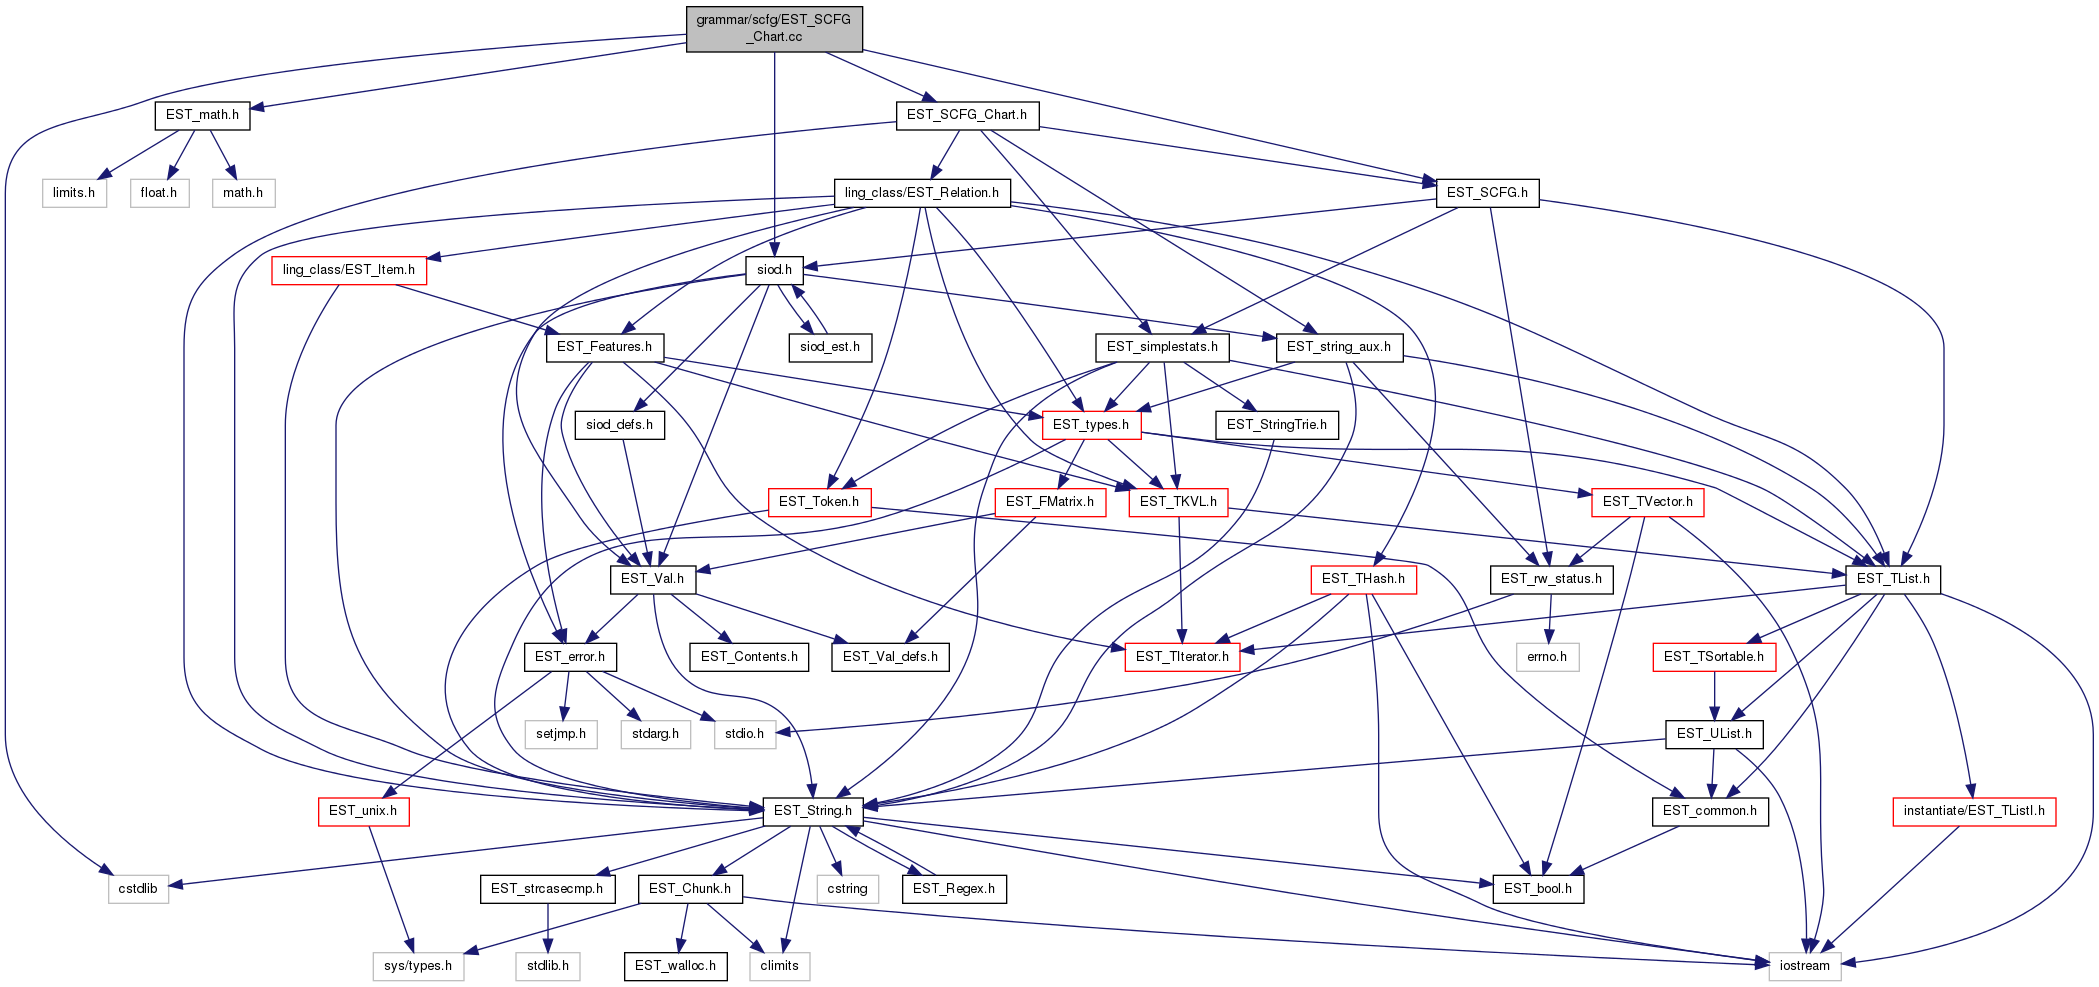 grammar/scfg/EST_SCFG
_Chart.cc
EST_math.h
EST_SCFG_Chart.h
limits.h
float.h
math.h
ling_class/EST_Relation.h
EST_SCFG.h
ling_class/EST_Item.h
siod.h
EST_Features.h
siod_est.h
EST_simplestats.h
EST_string_aux.h
siod_defs.h
EST_types.h
EST_StringTrie.h
EST_Token.h
EST_FMatrix.h
EST_TKVL.h
EST_TVector.h
EST_Val.h
EST_THash.h
EST_rw_status.h
EST_TList.h
EST_error.h
EST_Contents.h
EST_Val_defs.h
EST_TIterator.h
errno.h
EST_TSortable.h
setjmp.h
stdarg.h
stdio.h
EST_UList.h
EST_unix.h
EST_String.h
EST_common.h
instantiate/EST_TListI.h
cstdlib
EST_strcasecmp.h
EST_Chunk.h
cstring
EST_Regex.h
EST_bool.h
sys/types.h
stdlib.h
EST_walloc.h
climits
iostream